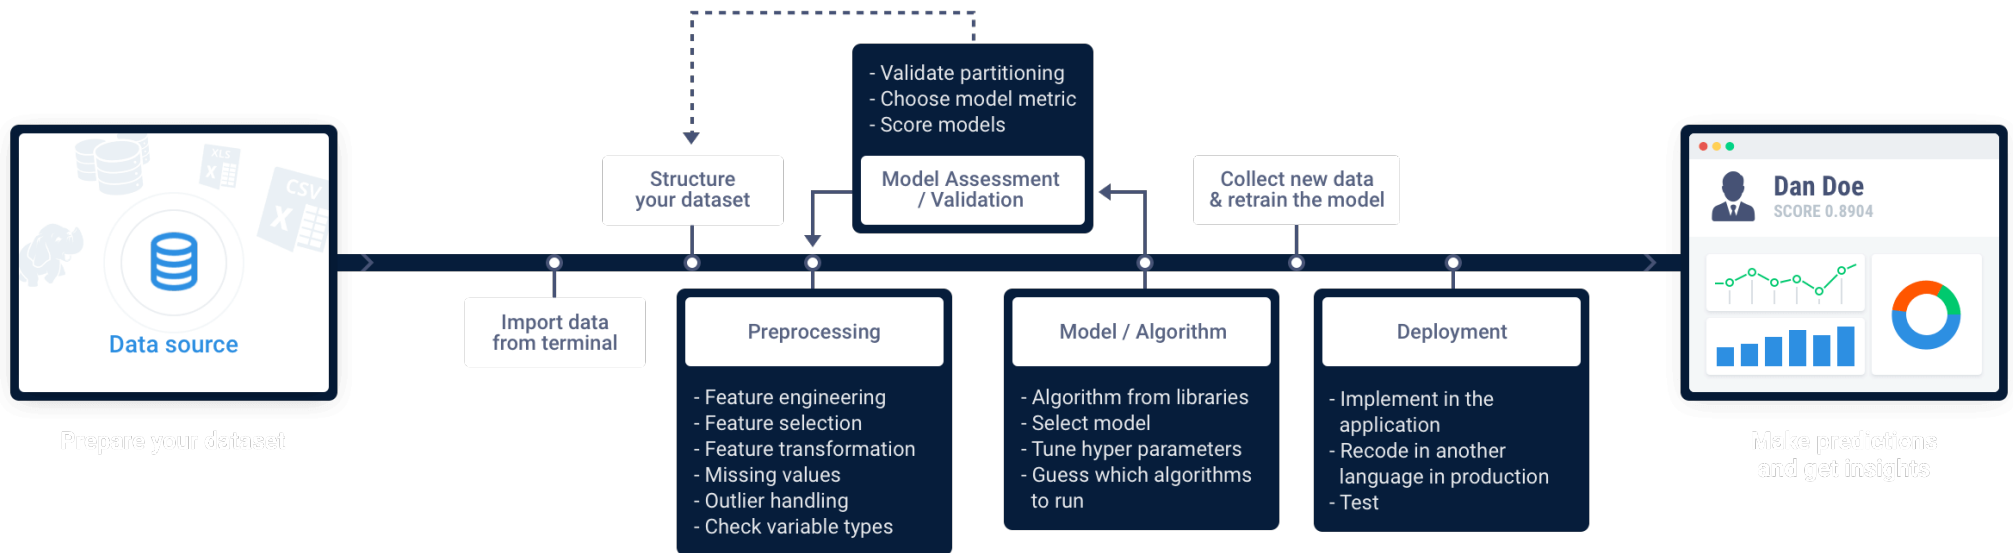 - Validate partitioning
- Choose model metric
- Score models
XLS
X
CSV
X
Data source
Prepare your dataset
Import data
from terminal
Structure
your dataset
Model Assessment
/ Validation
Preprocessing
- Feature engineering
- Feature selection
- Feature transformation
- Missing values
- Outlier handling
- Check variable types
Model / Algorithm
- Algorithm from libraries
- Select model
- Tune hyper parameters
- Guess which algorithms
to run
Collect new data
& retrain the model
Deployment
- Implement in the
application
- Recode in another
language in production
- Test
Dan Doe
SCORE 0.8904
Make predictions
and get insights